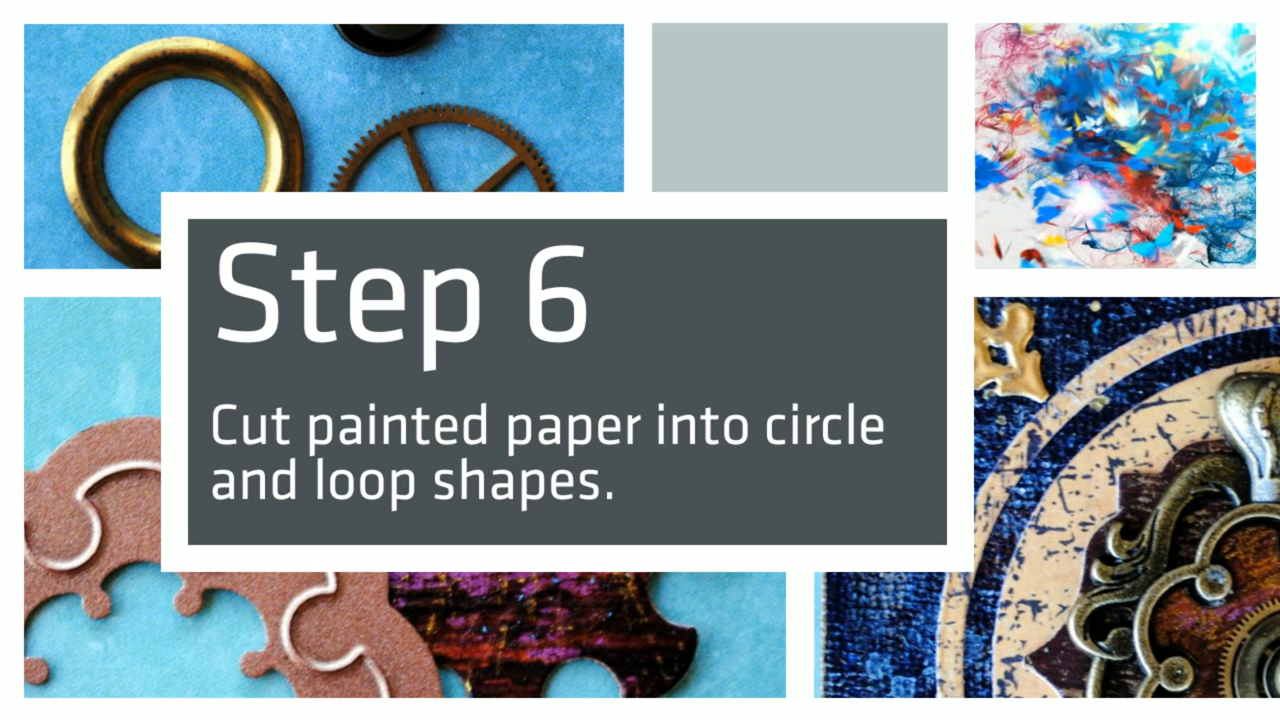 Step 6
Cut painted paper into circle
and loop shapes.